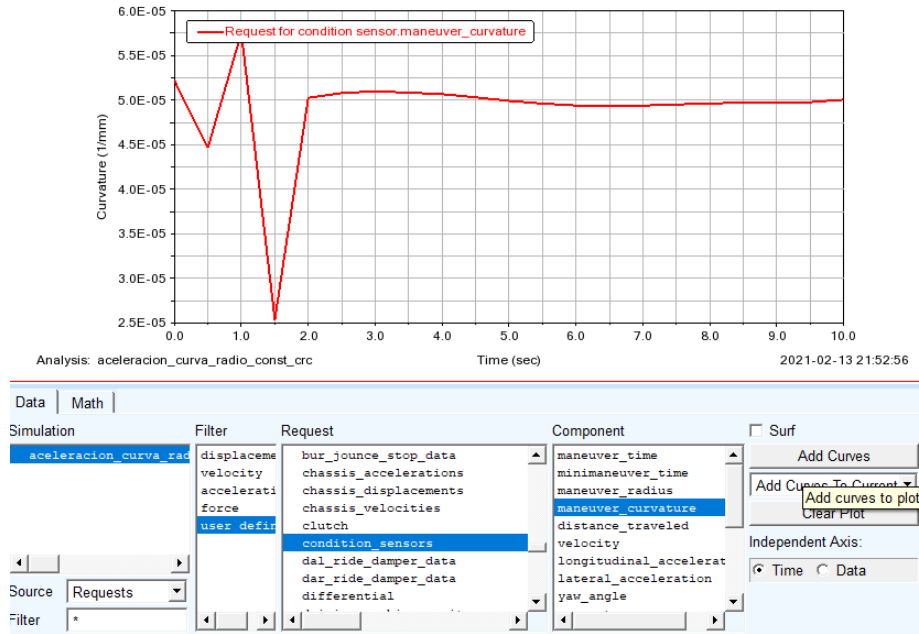 6.0E-05
Request for condition sensor.maneuver_curvature
5.5E-05
5.0E-05
4.5E-05
4.0E-05
3.5E-05
3.0E-05
2.5E-05
Curvature (1/mm)
0.0 1.0 2.0 3.0 4.0 5.0 6.0 7.0 8.0 9.0 10.0
Analysis: aceleracion_curva_radio_const_crc Time (sec) 2021-02-13 21:52:56
Data Math
Simulation Filter Request Component Surf
aceleracion_curva_rad
displaceme
velocity
accelerati
force
user defin
bur_jounce_stop_data
chassis_accelerations
chassis_displacements
chassis_velocities
clutch
condition_sensors
dal_ride_damper_data
dar_ride_damper_data
differential
maneuver_time
minimaneuver_time
maneuver_radius
maneuver_curvature
distance_traveled
velocity
longitudinal_accelerat
lateral_acceleration
yaw_angle
Add Curves
Add Curves To Current
Add curves to plot
Clear Plot
Independent Axis:
Time Data
Source Requests
Filter *